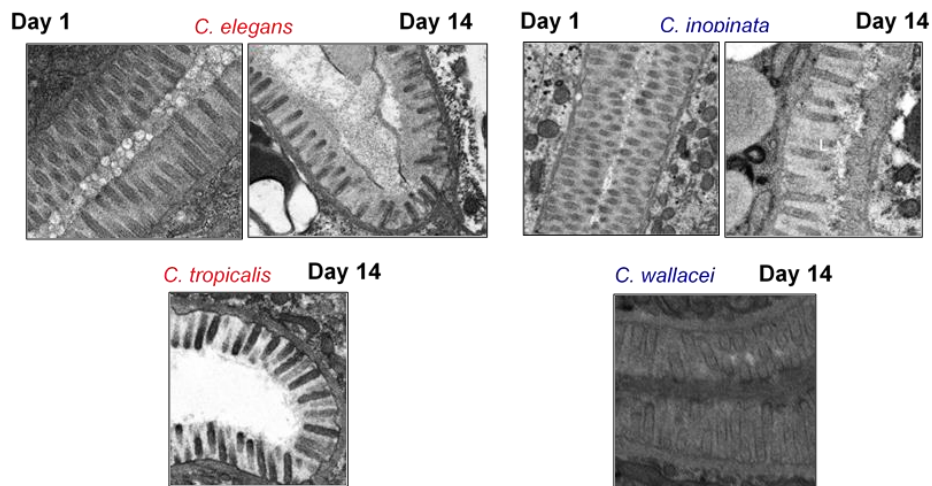 Day 1 C. elegans Day 14
Day 1 C. inopinata Day 14
C. tropicalis Day 14
C. wallacei Day 14